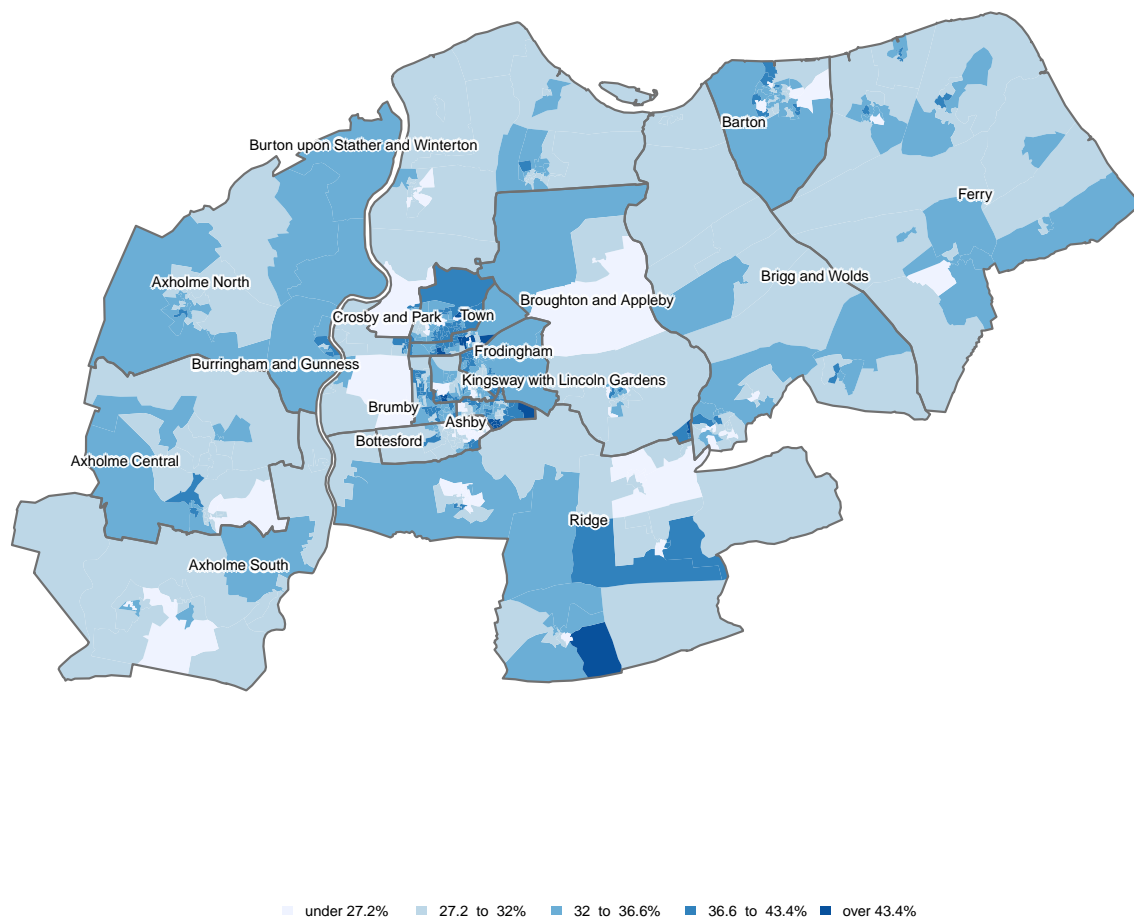 Barton
Burton upon Stather and Winterton
Ferry
Brigg and Wolds
Axholme North
Broughton and Appleby
Crosby and Park
Town
Frodingham
Burringham and Gunness
Kingsway with Lincoln Gardens
Brumby
Ashby
Bottesford
Axholme Central
Ridge
Axholme South
under 27.2%
27.2 to 32%
32 to 36.6%
36.6 to 43.4%
over 43.4%